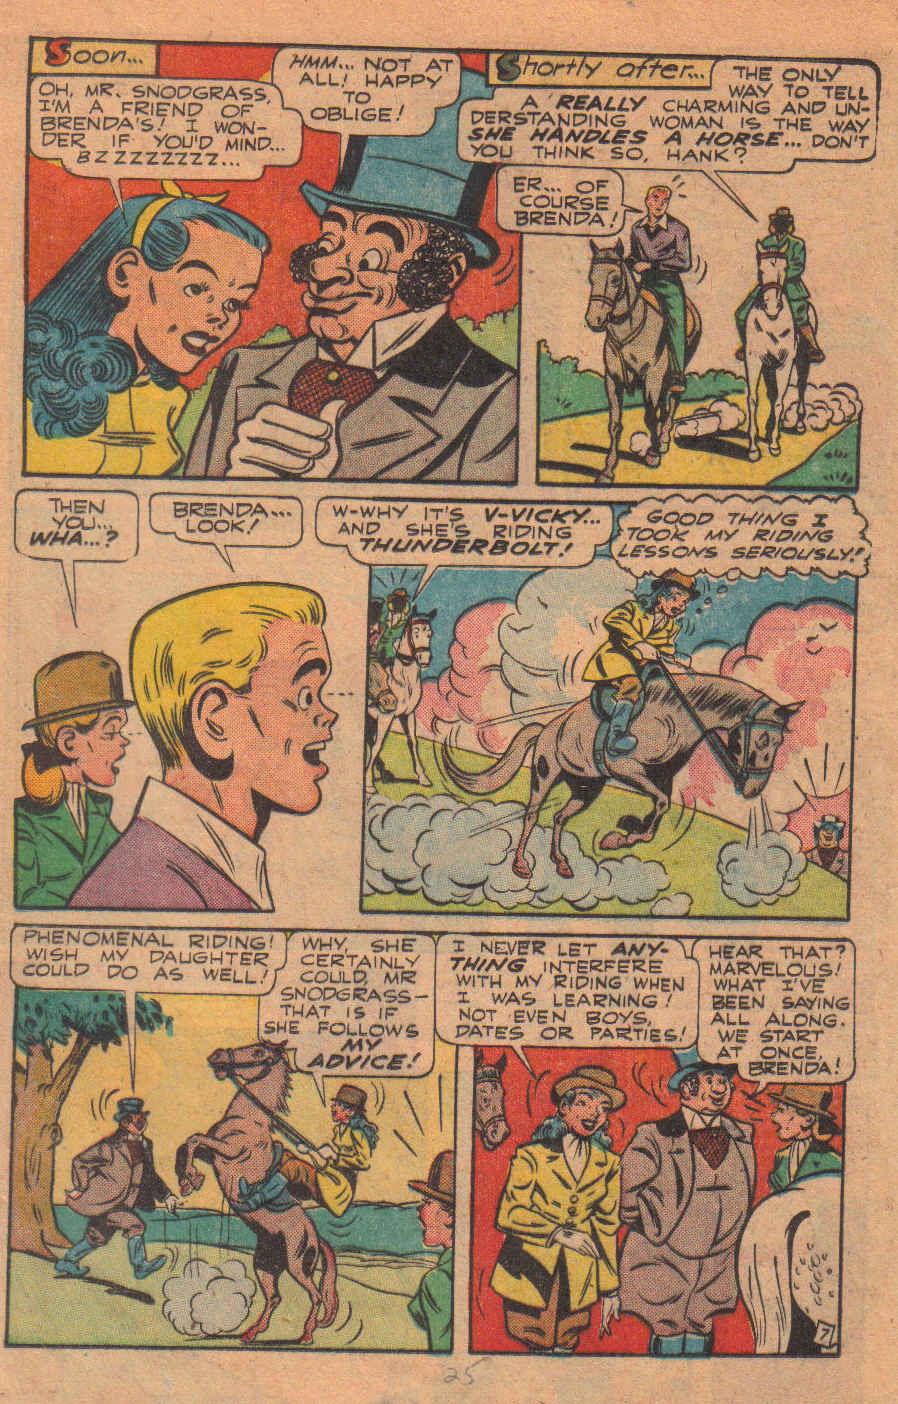 Soon...
OH, MR. SNODGRASS,
I'M A FRIEND OF
BRENDA'S! I WON-
DER IF YOU'D MIND...
BZZZZZZZZ...
HMM... NOT AT
ALL! HAPPY
TO
OBLIGE!
Shortly after...
THE ONLY
WAY TO TELL
A REALLY CHARMING AND UN-
DERSTANDING WOMAN IS THE WAY
SHE HANDLES A HORSE... DON'T
YOU THINK SO, HANK?
ER... OF
COURSE
BRENDA!
THEN
YOU...
WHA...?
BRENDA...
LOOK!
W-WHY IT'S V-VICKY...
AND SHE'S RIDING
THUNDERBOLT!
GOOD THING I
TOOK MY RIDING
LESSONS SERIOUSLY!
PHENOMENAL RIDING!
WISH MY DAUGHTER
COULD DO AS WELL!
WHY, SHE
CERTAINLY
COULD, MR
SNODGRASS—
THAT IS IF
SHE FOLLOWS
MY
ADVICE!
I NEVER LET ANY-
THING INTERFERE
WITH MY RIDING WHEN
I WAS LEARNING!
NOT EVEN BOYS,
DATES OR PARTIES!
HEAR THAT?
MARVELOUS!
WHAT I'VE
BEEN SAYING
ALL ALONG.
WE START
AT ONCE,
BRENDA!
7
25